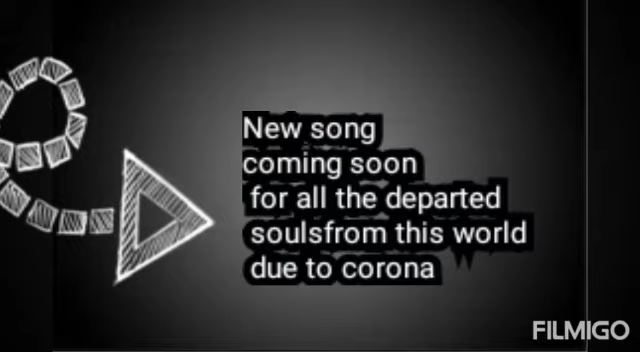 New song
coming soon
for all the departed
soulsfrom this world
due to corona
FILMIGO